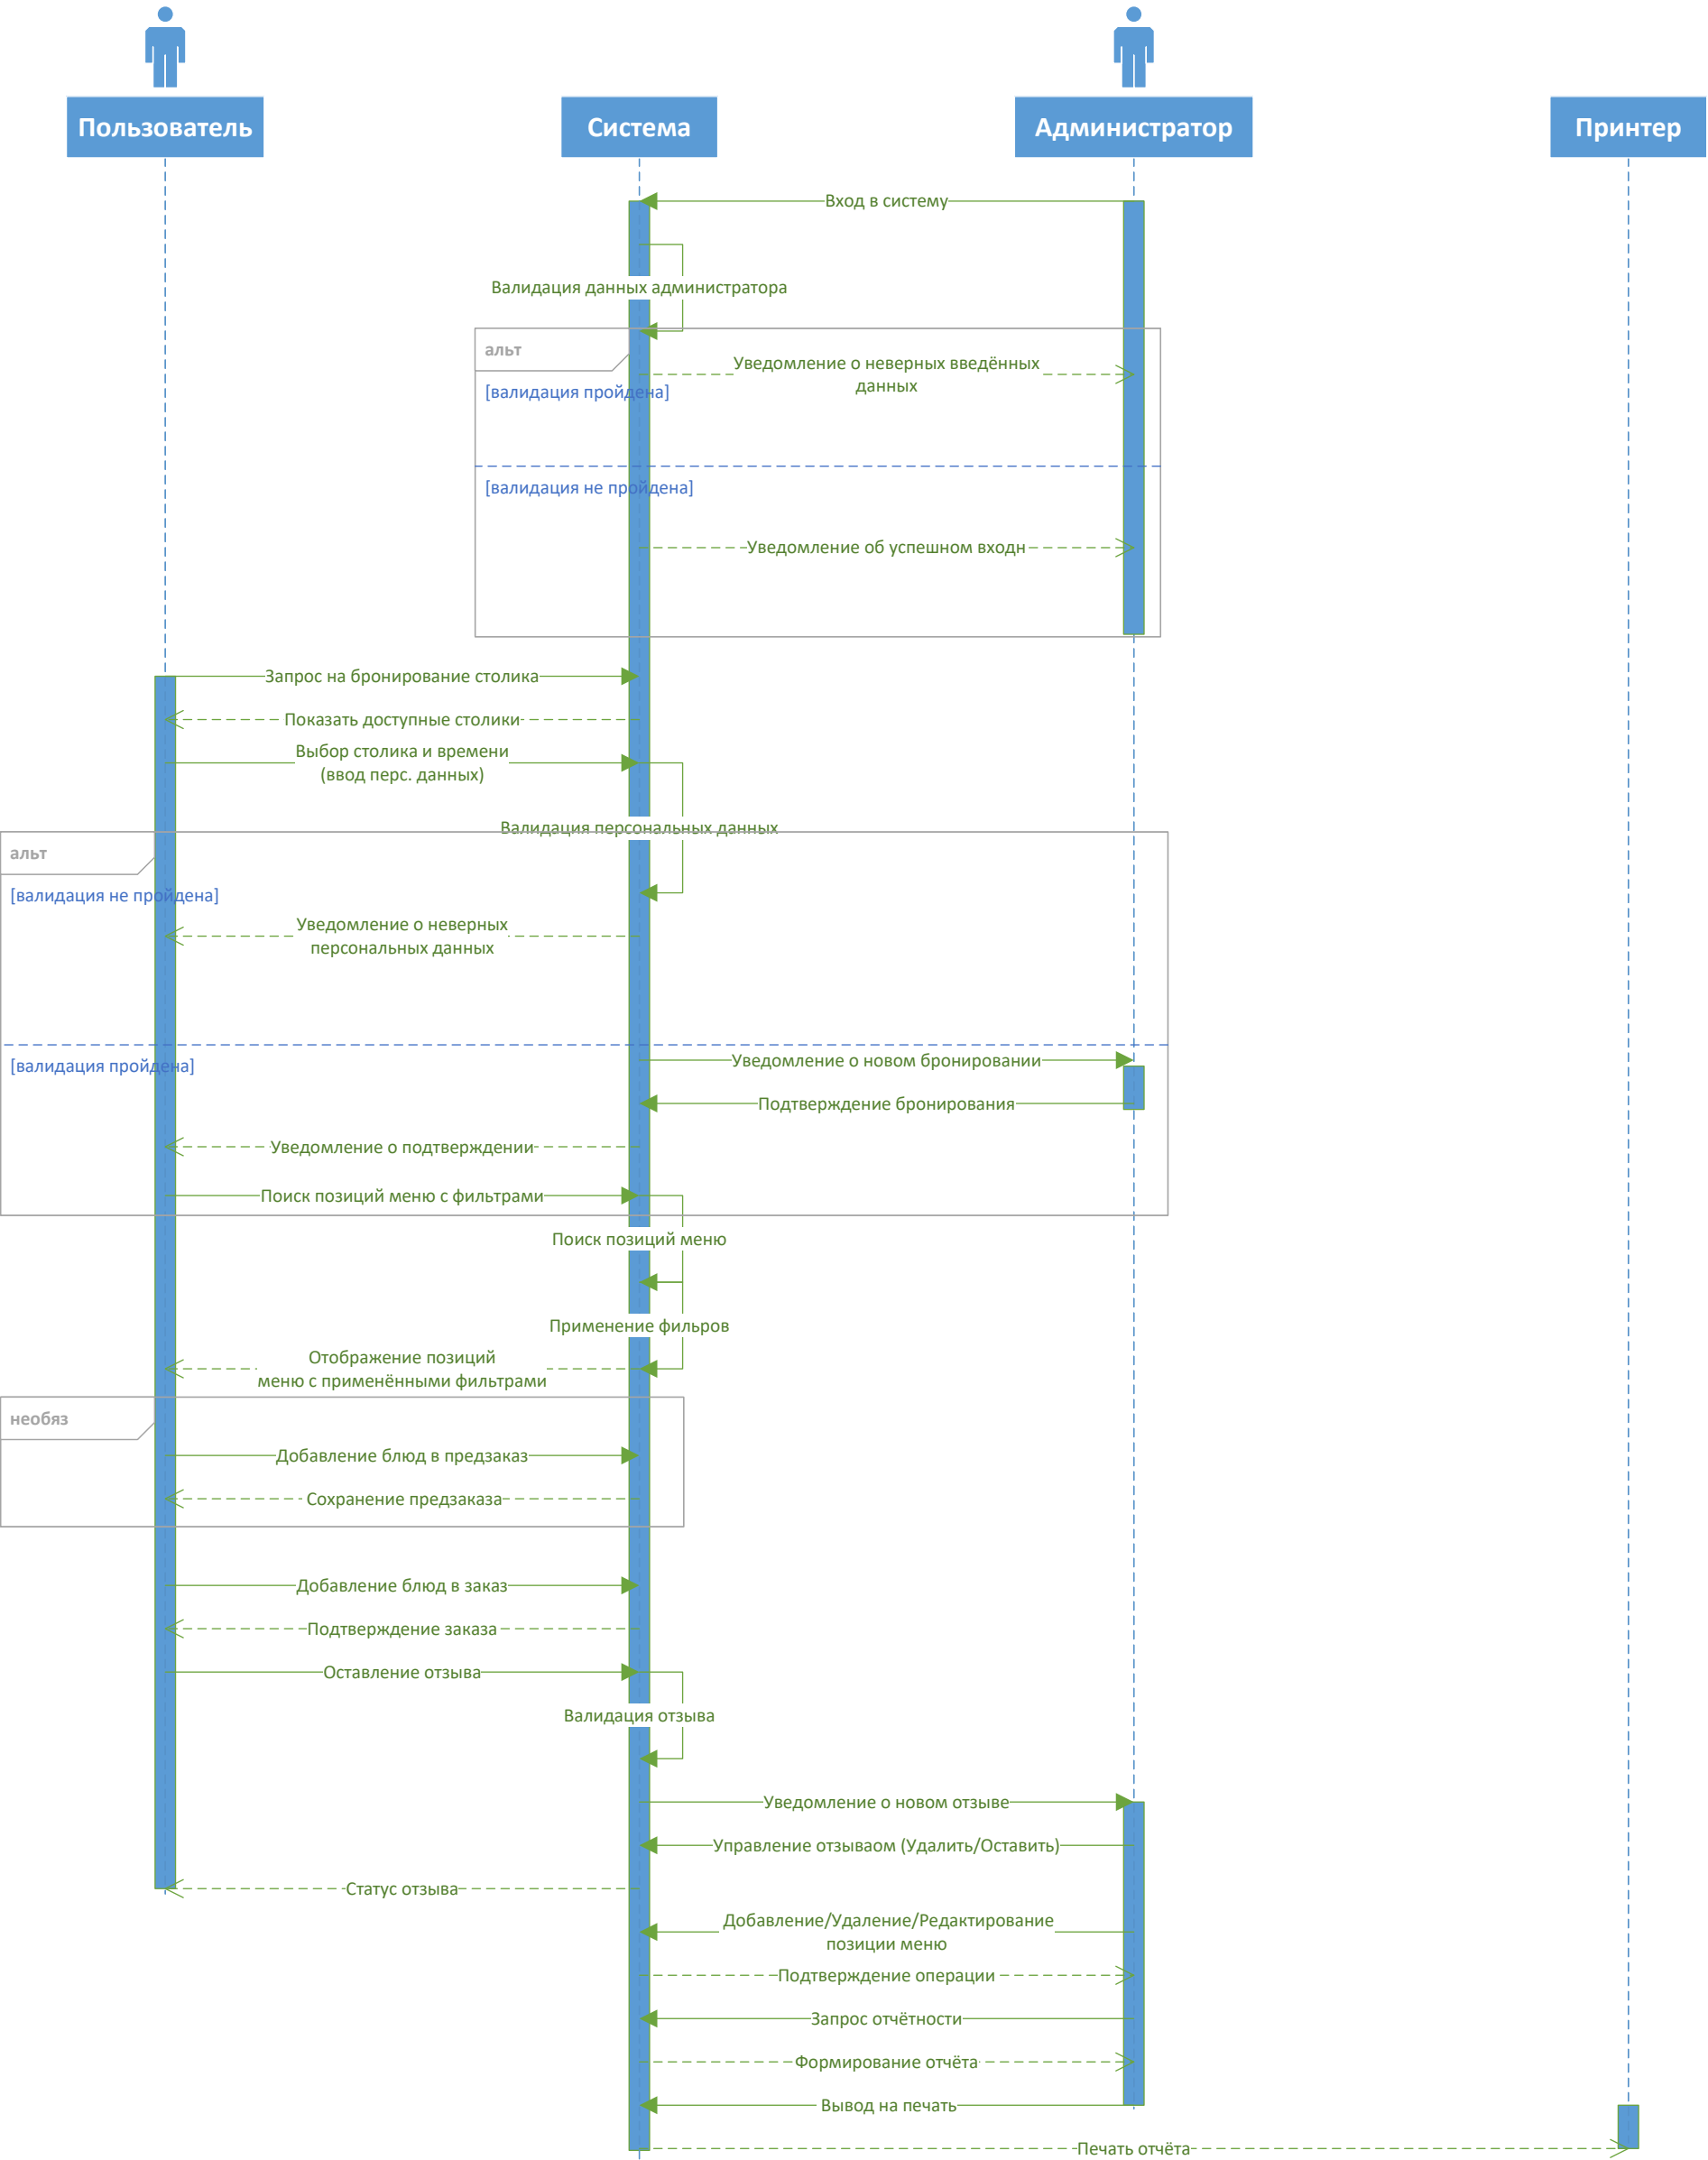 Пользователь
Система
Администратор
Принтер
Вход в систему
Валидация данных администратора
альт
Уведомление о неверных введённых
данных
[валидация пройдена]
[валидация не пройдена]
Уведомление об успешном входн
Запрос на бронирование столика
Показать доступные столики
Выбор столика и времени
(ввод перс. данных)
Валидация персональных данных
альт
[валидация не пройдена]
Уведомление о неверных
персональных данных
Уведомление о новом бронировании
[валидация пройдена]
Подтверждение бронирования
Уведомление о подтверждении
Поиск позиций меню с фильтрами
Поиск позиций меню
Применение фильров
Отображение позиций
меню с применёнными фильтрами
необяз
Добавление блюд в предзаказ
Сохранение предзаказа
Добавление блюд в заказ
Подтверждение заказа
Оставление отзыва
Валидация отзыва
Уведомление о новом отзыве
Управление отзываом (Удалить/Оставить)
Статус отзыва
Добавление/Удаление/Редактирование
позиции меню
Подтверждение операции
Запрос отчётности
Формирование отчёта
Вывод на печать
Печать отчёта